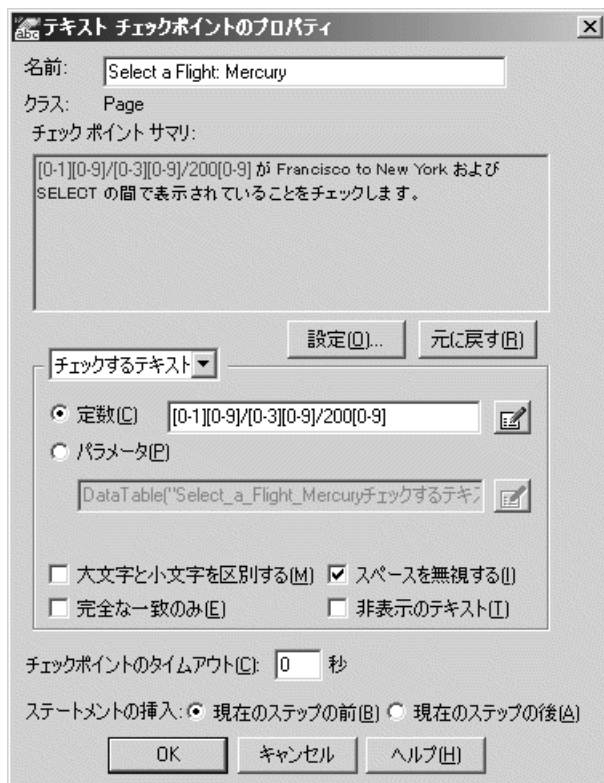 テキスト チェックポイントのプロパティ
名前: Select a Flight: Mercury
クラス: Page
チェック ポイント サマリ:
[0-1][0-9]/[0-3][0-9]/200[0-9] が Francisco to New York および
SELECT の間で表示されていることをチェックします。
設定(O)... 元に戻す(R)
チェックするテキスト
定数(C) [0-1][0-9]/[0-3][0-9]/200[0-9]
パラメータ(P)
DataTable("Select_a_Flight_Mercuryチェックするテキ
大文字と小文字を区別する(M) スペースを無視する(I)
完全な一致のみ(E) 非表示のテキスト(T)
チェックポイントのタイムアウト(C): 0 秒
ステートメントの挿入: 現在のステップの前(B) 現在のステップの後(A)
OK キャンセル ヘルプ(H)